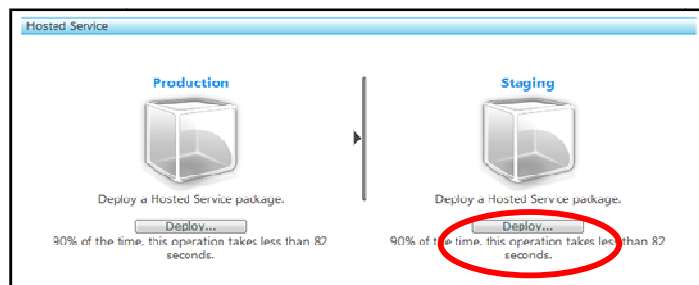 Hosted Service
Production
Deploy a Hosted Service package.
Deploy...
90% of the time, this operation takes less than 82
seconds.
Staging
Deploy a Hosted Service package.
Deploy...
90% of the time, this operation takes less than 82
seconds.